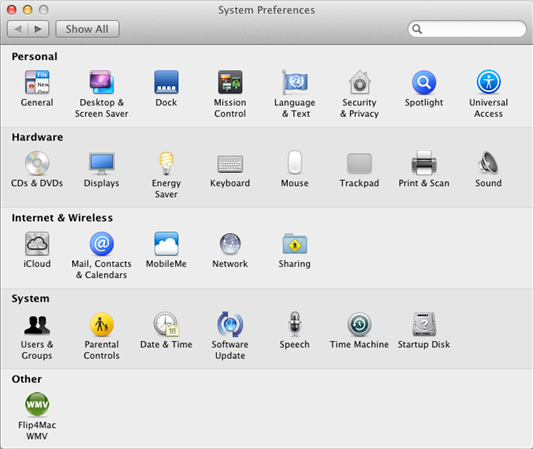 System Preferences
Show All
Personal
General
Desktop &
Screen Saver
Dock
Mission
Control
Language
& Text
Security
& Privacy
Spotlight
Universal
Access
Hardware
CDs & DVDs
Displays
Energy
Saver
Keyboard
Mouse
Trackpad
Print & Scan
Sound
Internet & Wireless
iCloud
Mail, Contacts
& Calendars
MobileMe
Network
Sharing
System
Users &
Groups
Parental
Controls
Date & Time
Software
Update
Speech
Time Machine
Startup Disk
Other
WMV
Flip4Mac
WMV